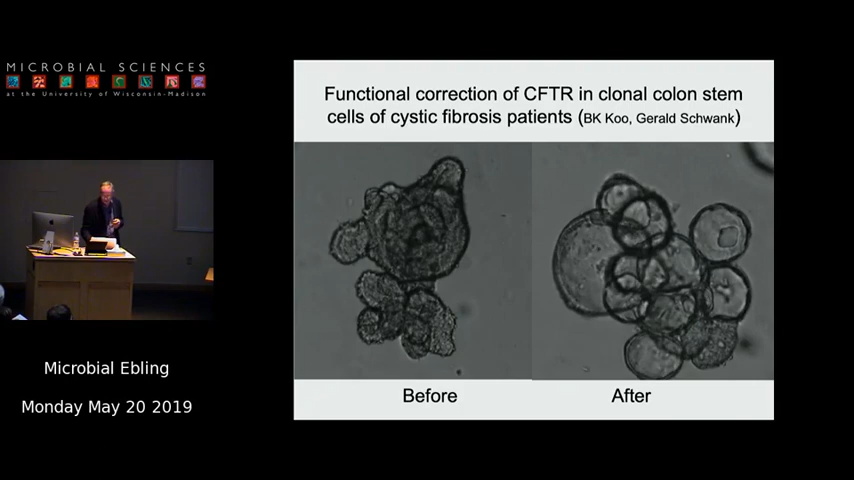 MICROBIAL SCIENCES
at the University of Wisconsin-Madison
Functional correction of CFTR in clonal colon stem
cells of cystic fibrosis patients (BK Koo, Gerald Schwank)
Before
After
Microbial Ebling
Monday May 20 2019